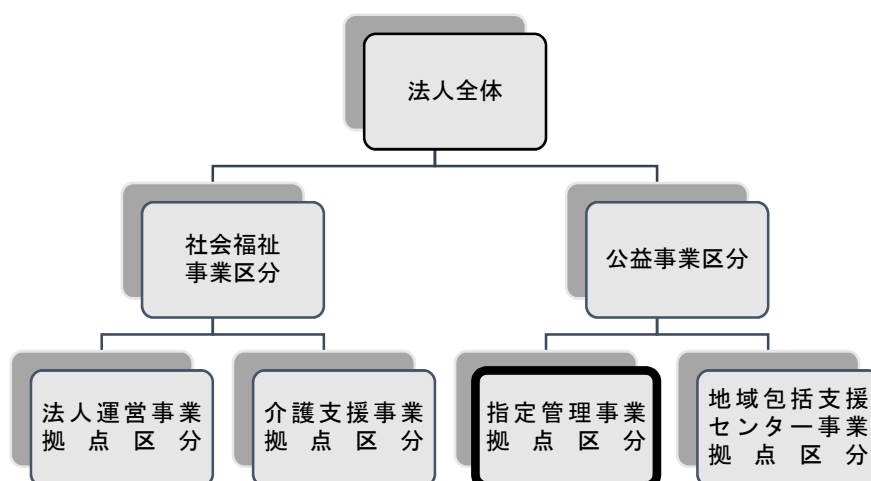 法人全体
社会福祉
事業区分
公益事業区分
法人運営事業
拠点区分
介護支援事業
拠点区分
指定管理事業
拠点区分
地域包括支援
センター事業
拠点区分